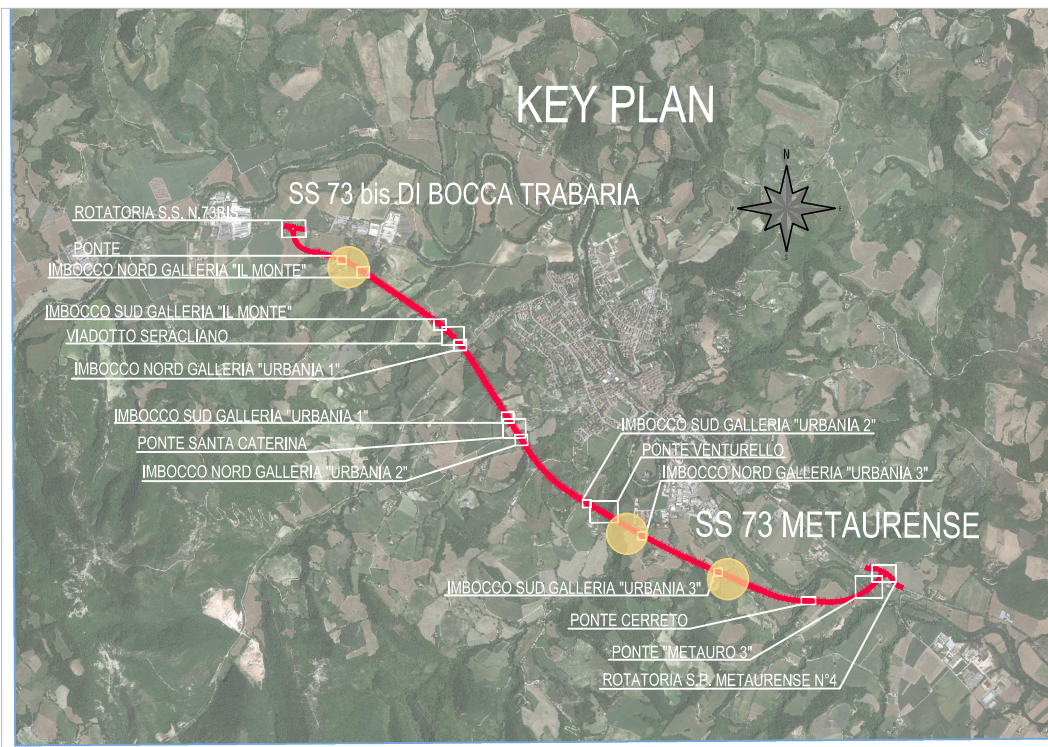 KEY PLAN
N
SS 73 bis DI BOCCA TRABARIA
ROTATORIA S.S. N.73BIS
PONTE
IMBOCCO NORD GALLERIA "IL MONTE"
IMBOCCO SUD GALLERIA "IL MONTE"
VIADOTTO SERACLIANO
IMBOCCO NORD GALLERIA "URBANIA 1"
IMBOCCO SUD GALLERIA "URBANIA 1"
PONTE SANTA CATERINA
IMBOCCO NORD GALLERIA "URBANIA 2"
IMBOCCO SUD GALLERIA "URBANIA 2"
PONTE VENTURELLO
IMBOCCO NORD GALLERIA "URBANIA 3"
SS 73 METAURENSE
IMBOCCO SUD GALLERIA "URBANIA 3"
PONTE CERRETO
PONTE "METAURO 3"
ROTATORIA S.P. METAURENSE N°4